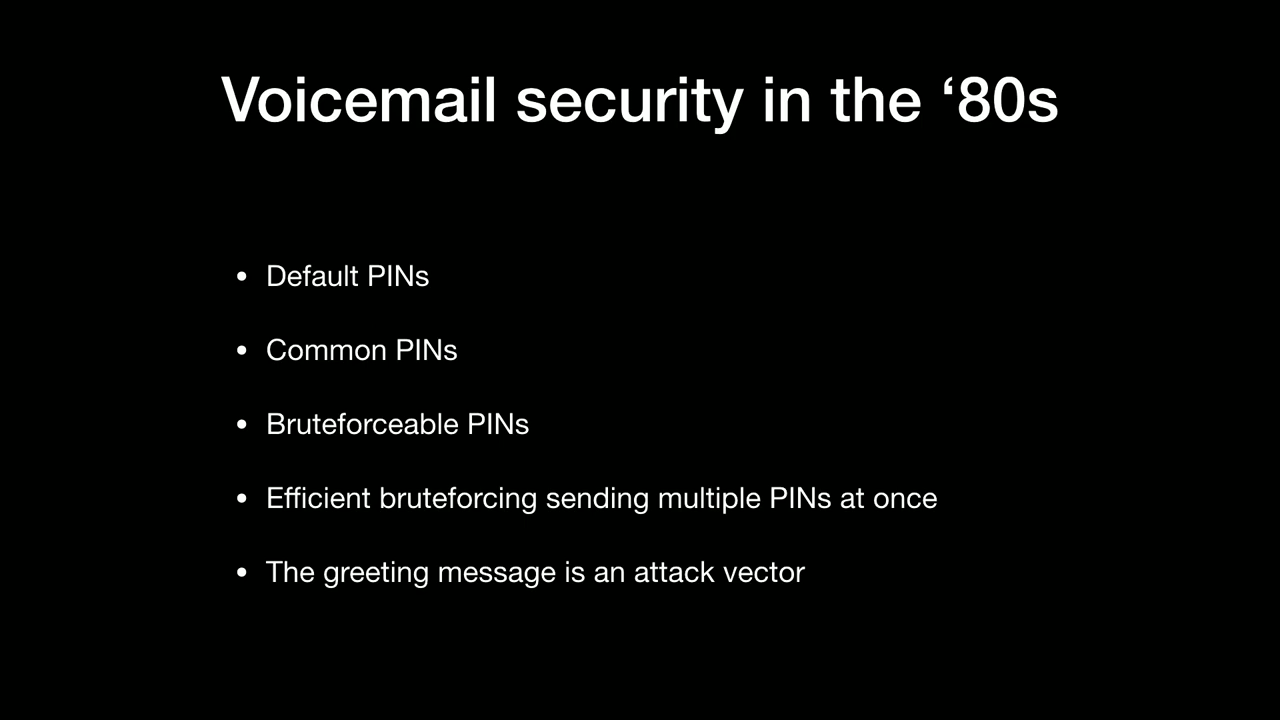 Voicemail security in the ‘80s
• Default PINs
• Common PINs
• Bruteforceable PINs
• Efficient bruteforcing sending multiple PINs at once
• The greeting message is an attack vector